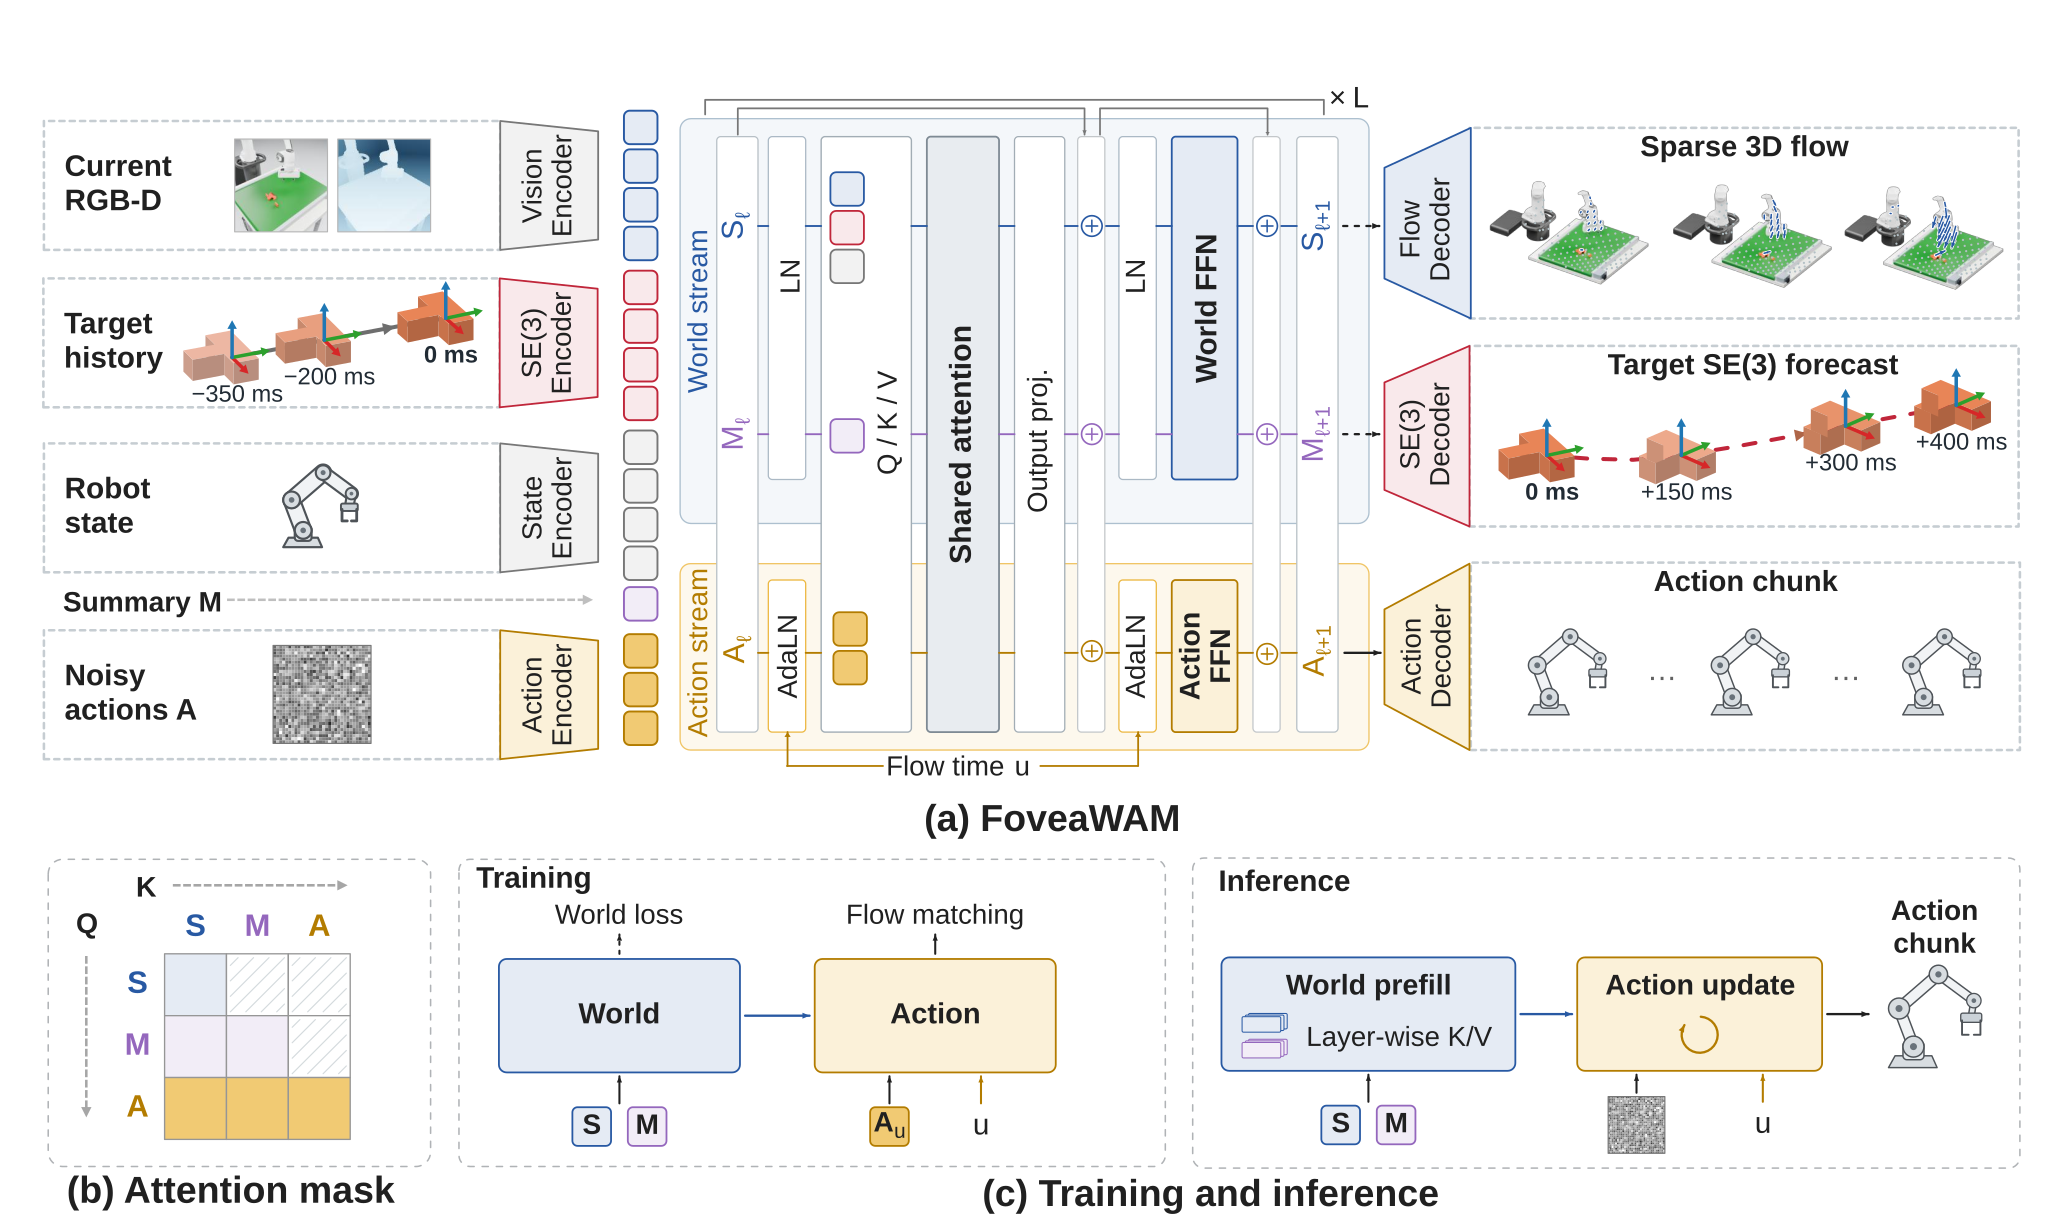 Current
RGB-D
Vision
Encoder
Target
history
−350 ms
−200 ms
0 ms
SE(3)
Encoder
Robot
state
State
Encoder
Summary M
Noisy
actions A
Action
Encoder
× L
World stream
Action stream
Sℓ
Mℓ
Aℓ
LN
AdaLN
Q / K / V
Shared attention
Output proj.
LN
AdaLN
World FFN
Action
FFN
Sℓ+1
Mℓ+1
Aℓ+1
Flow time u
Flow
Decoder
Sparse 3D flow
SE(3)
Decoder
Target SE(3) forecast
0 ms
+150 ms
+300 ms
+400 ms
Action
Decoder
Action chunk
...
...
(a) FoveaWAM
K
Q
S M A
S
M
A
(b) Attention mask
Training
World loss
Flow matching
World
Action
S M
Au
u
Inference
World prefill
Layer-wise K/V
Action update
Action
chunk
S M
u
(c) Training and inference